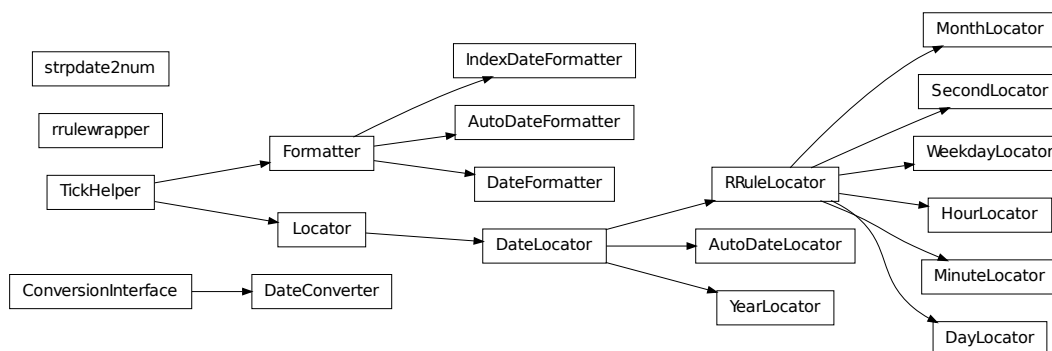 strpdate2num
rrulewrapper
TickHelper
ConversionInterface
Formatter
Locator
DateConverter
IndexDateFormatter
AutoDateFormatter
DateFormatter
DateLocator
RRuleLocator
AutoDateLocator
YearLocator
MonthLocator
SecondLocator
WeekdayLocator
HourLocator
MinuteLocator
DayLocator